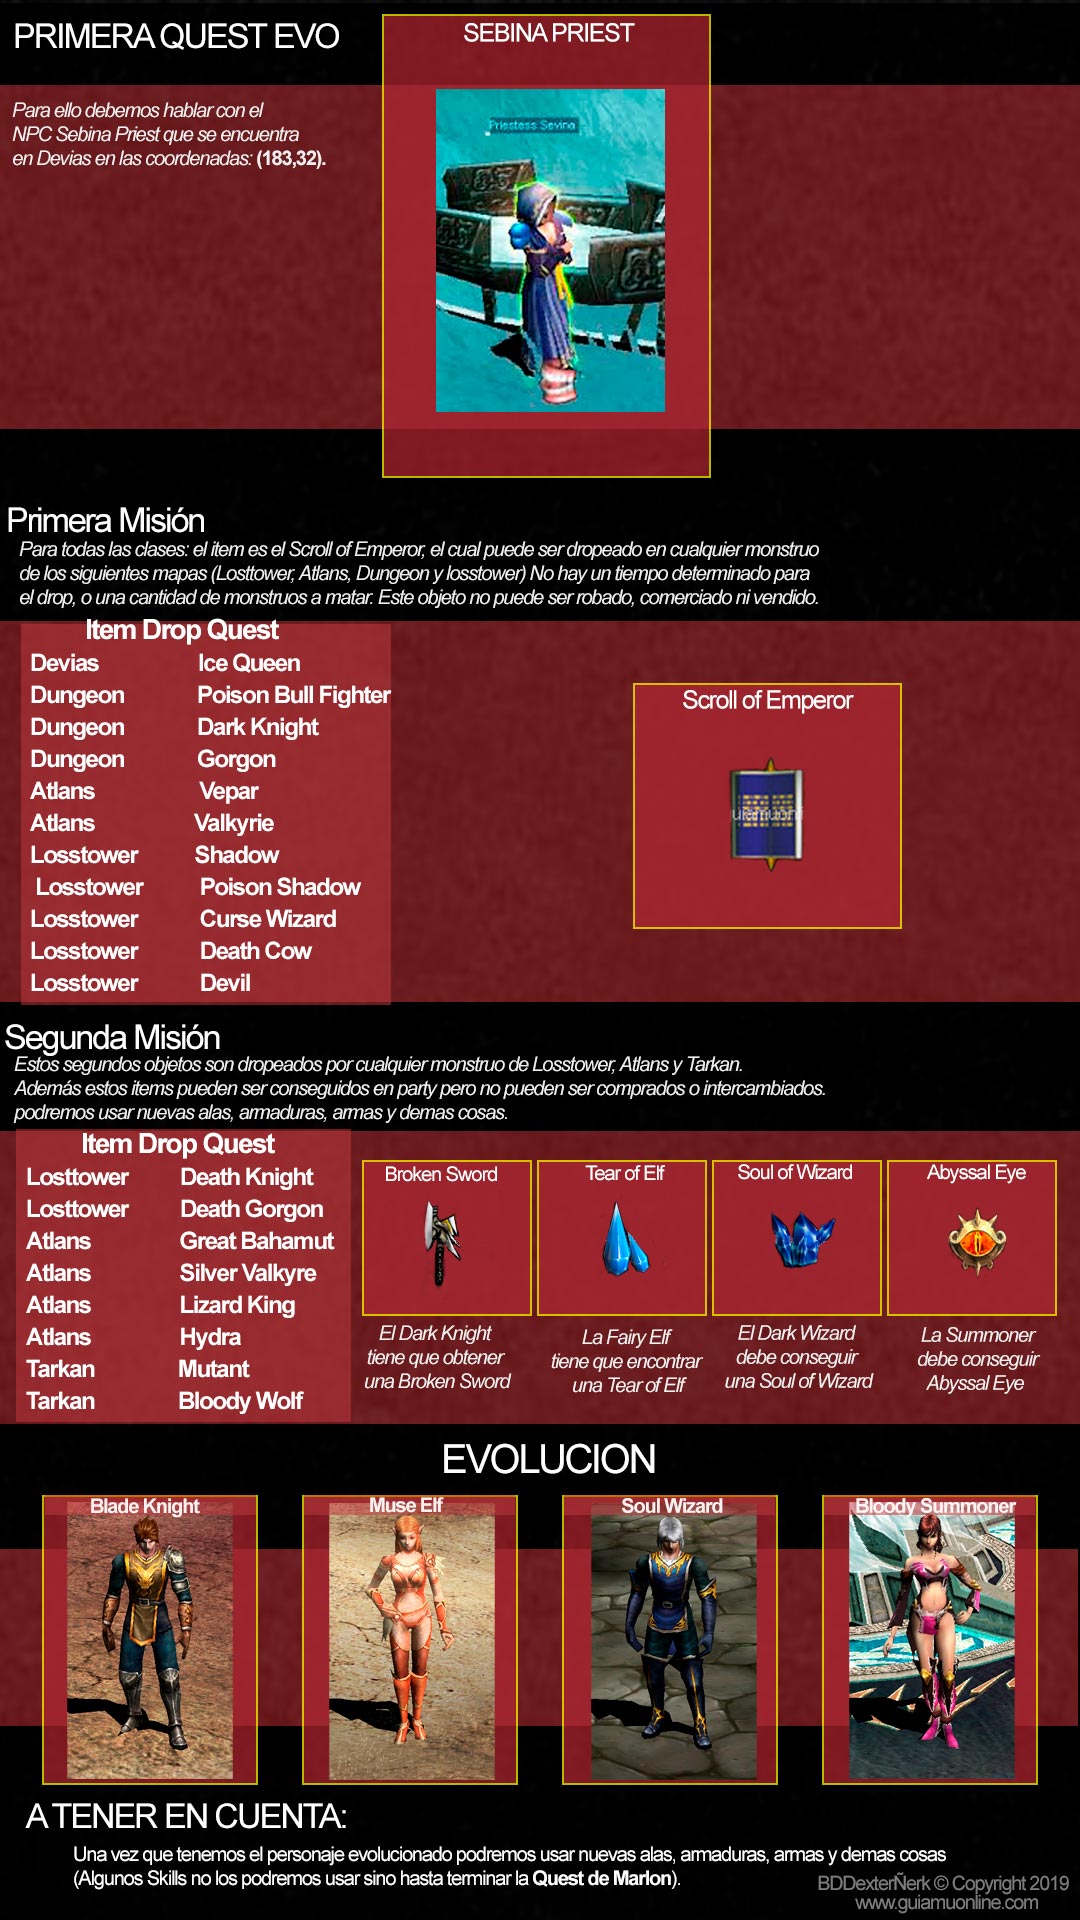 PRIMERA QUEST EVO
SEBINA PRIEST
Para ello debemos hablar con el
NPC Sebina Priest que se encuentra
en Devias en las coordenadas: (183,32).
Priestess Sevina
Primera Misión
Para todas las clases: el item es el Scroll of Emperor, el cual puede ser dropeado en cualquier monstruo
de los siguientes mapas (Losttower, Atlans, Dungeon y losstower) No hay un tiempo determinado para
el drop, o una cantidad de monstruos a matar. Este objeto no puede ser robado, comerciado ni vendido.
Item Drop Quest
Devias Ice Queen
Dungeon Poison Bull Fighter
Dungeon Dark Knight
Dungeon Gorgon
Atlans Vepar
Atlans Valkyrie
Losstower Shadow
Losstower Poison Shadow
Losstower Curse Wizard
Losstower Death Cow
Losstower Devil
Scroll of Emperor
Segunda Misión
Estos segundos objetos son dropeados por cualquier monstruo de Losstower, Atlans y Tarkan.
Además estos items pueden ser conseguidos en party pero no pueden ser comprados o intercambiados.
podremos usar nuevas alas, armaduras, armas y demas cosas.
Item Drop Quest
Losttower Death Knight
Losttower Death Gorgon
Atlans Great Bahamut
Atlans Silver Valkyre
Atlans Lizard King
Atlans Hydra
Tarkan Mutant
Tarkan Bloody Wolf
Broken Sword
El Dark Knight
tiene que obtener
una Broken Sword
Tear of Elf
La Fairy Elf
tiene que encontrar
una Tear of Elf
Soul of Wizard
El Dark Wizard
debe conseguir
una Soul of Wizard
Abyssal Eye
La Summoner
debe conseguir
Abyssal Eye
EVOLUCION
Blade Knight
Muse Elf
Soul Wizard
Bloody Summoner
A TENER EN CUENTA:
Una vez que tenemos el personaje evolucionado podremos usar nuevas alas, armaduras, armas y demas cosas
(Algunos Skills no los podremos usar sino hasta terminar la Quest de Marlon).
BDDexterÑerk © Copyright 2019
www.guiamuonline.com